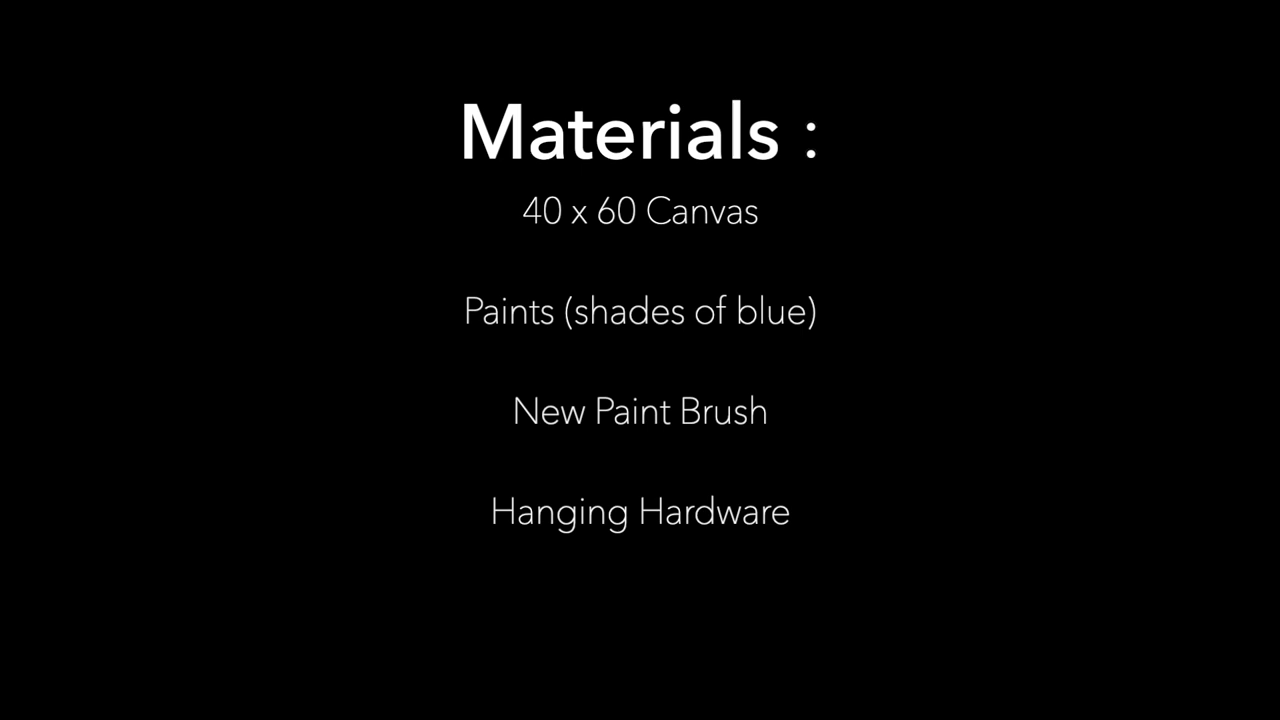 Materials :
40 x 60 Canvas
Paints (shades of blue)
New Paint Brush
Hanging Hardware